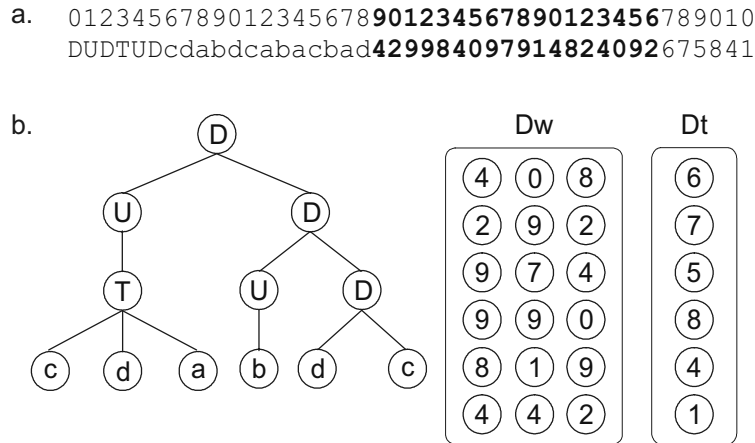 a. 0123456789012345678901234567890123456789010
DUDTUDcdabdcabacbad429984097914824092675841
b.
D
U D
T U D
c d a b d c
Dw Dt
4 0 8 6
2 9 2 7
9 7 4 5
9 9 0 8
8 1 9 4
4 4 2 1